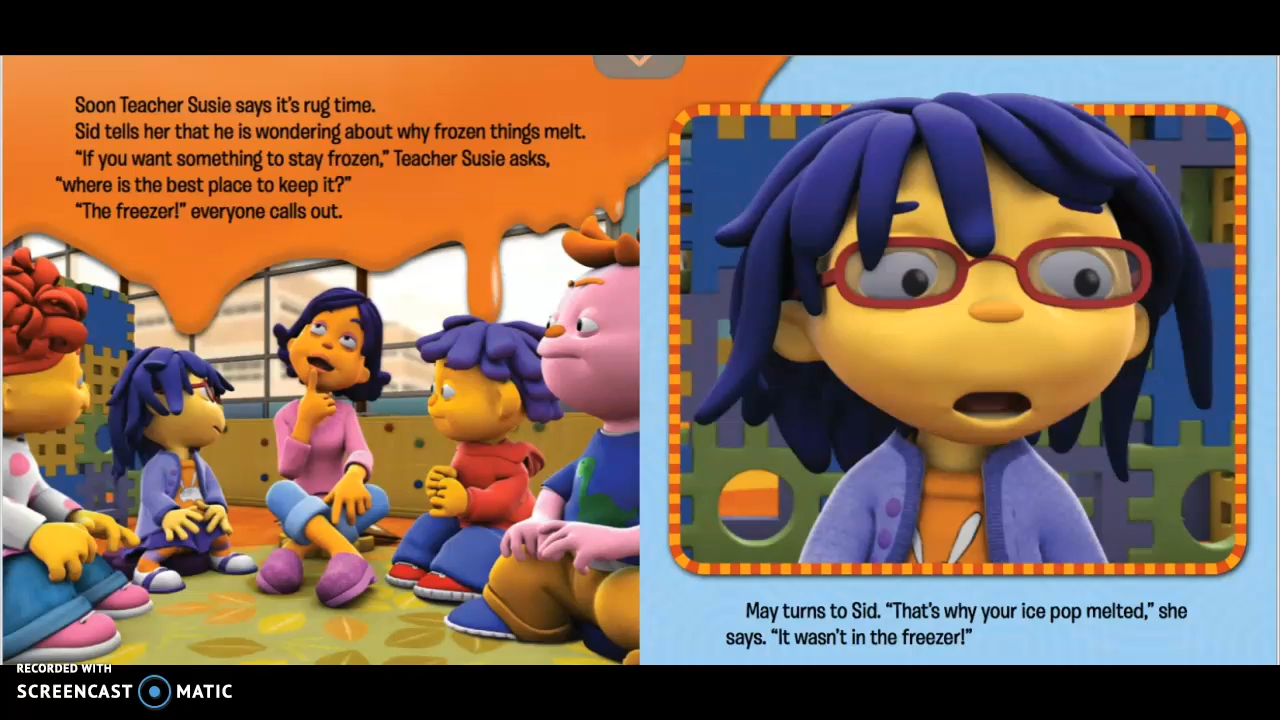 Soon Teacher Susie says it's rug time.
Sid tells her that he is wondering about why frozen things melt.
“If you want something to stay frozen,” Teacher Susie asks,
“where is the best place to keep it?”
“The freezer!” everyone calls out.
May turns to Sid. “That's why your ice pop melted,” she
says. “It wasn't in the freezer!”
RECORDED WITH
SCREENCAST MATIC